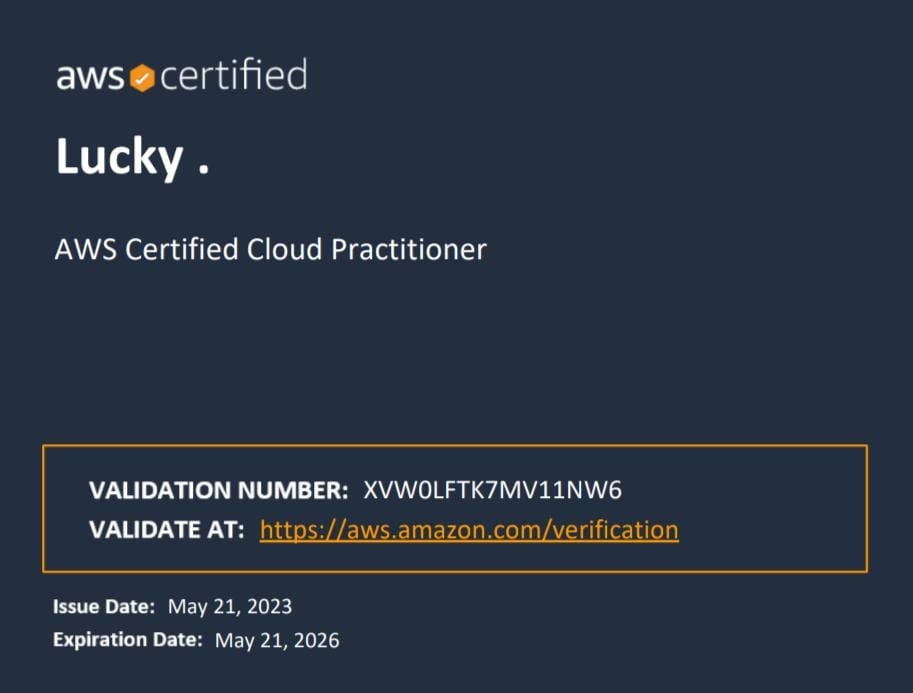 aws certified
Lucky .
AWS Certified Cloud Practitioner
VALIDATION NUMBER: XVW0LFTK7MV11NW6
VALIDATE AT: https://aws.amazon.com/verification
Issue Date: May 21, 2023
Expiration Date: May 21, 2026